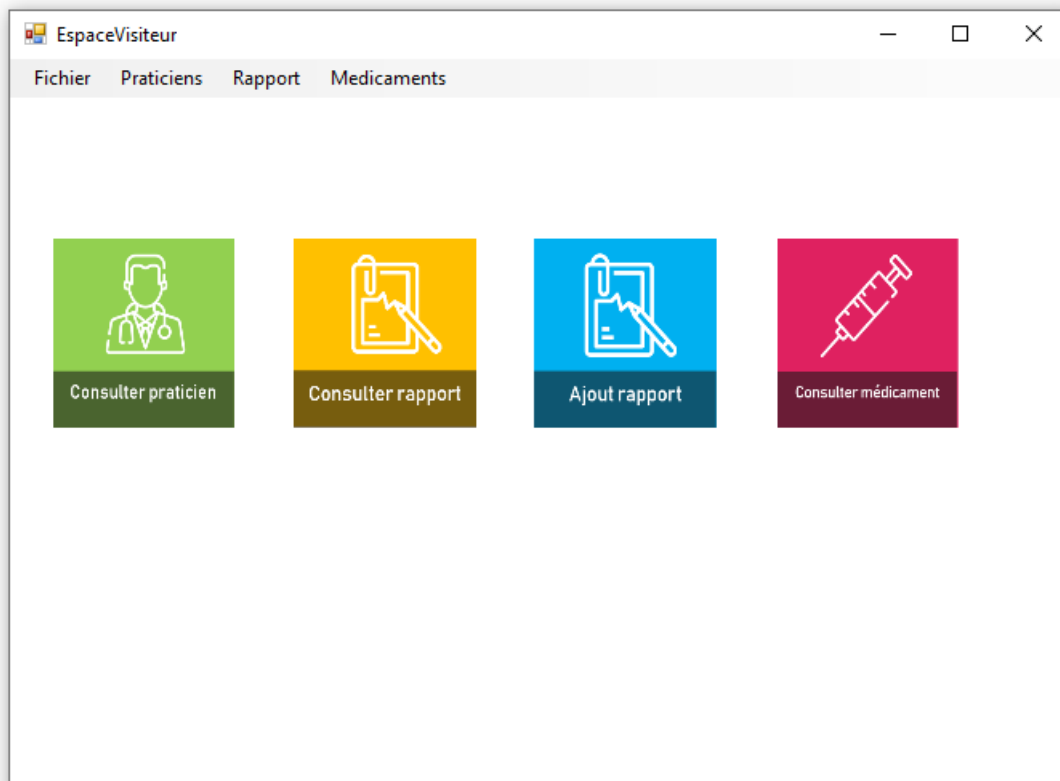 EspaceVisiteur
Fichier Praticiens Rapport Medicaments
Consulter praticien Consulter rapport Ajout rapport Consulter médicament